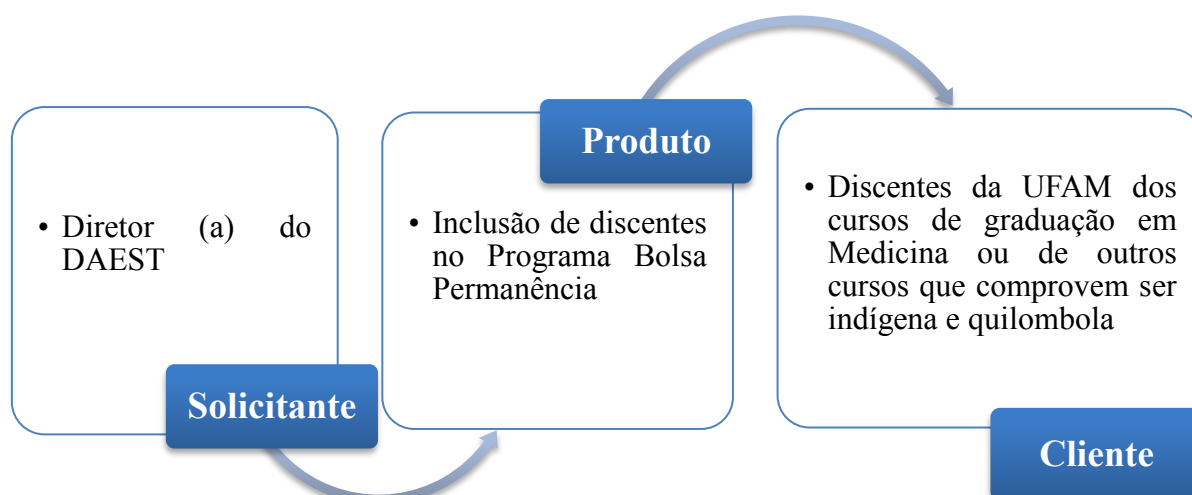 • Diretor (a) do
DAEST
Solicitante
Produto
• Inclusão de discentes
no Programa Bolsa
Permanência
• Discentes da UFAM dos
cursos de graduação em
Medicina ou de outros
cursos que comprovem ser
indígena e quilombola
Cliente